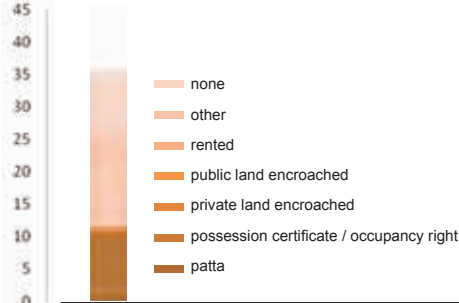 45
40
35
30
25
20
15
10
5
0
none
other
rented
public land encroached
private land encroached
possession certificate / occupancy right
patta